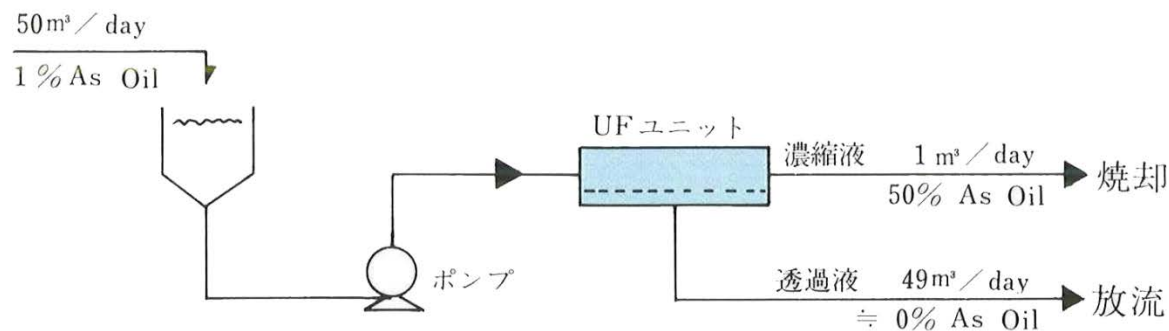 50m³／day
1％As Oil
UFユニット
濃縮液 1m³／day
50% As Oil
焼却
ポンプ
透過液 49m³／day
≒ 0% As Oil
放流